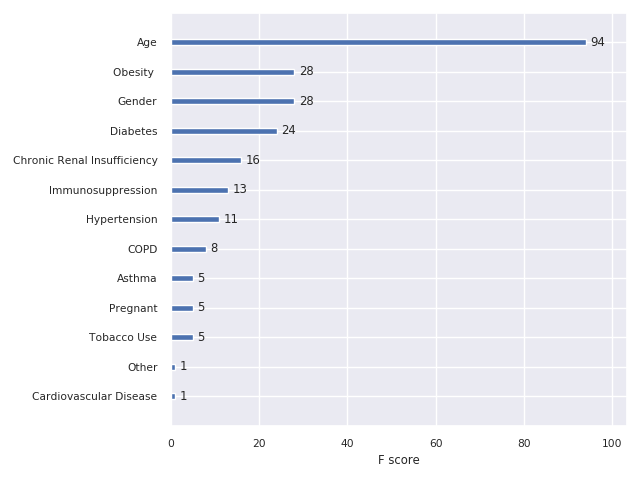 Age 94
Obesity 28
Gender 28
Diabetes 24
Chronic Renal Insufficiency 16
Immunosuppression 13
Hypertension 11
COPD 8
Asthma 5
Pregnant 5
Tobacco Use 5
Other 1
Cardiovascular Disease 1
0 20 40 60 80 100
F score